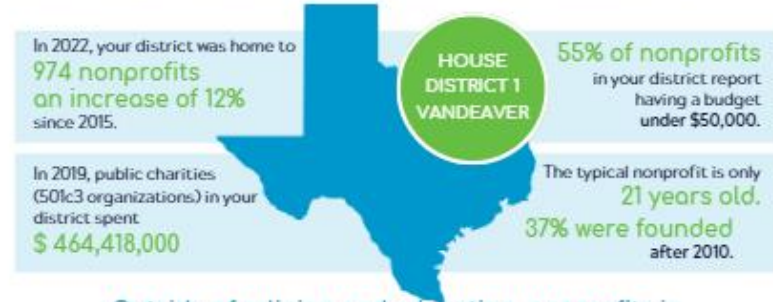 In 2022, your district was home to
974 nonprofits
an increase of 12%
since 2015.
HOUSE
DISTRICT 1
VANDEAVER
55% of nonprofits
in your district report
having a budget
under $50,000.
In 2019, public charities
(501c3 organizations) in your
district spent
$ 464,418,000
The typical nonprofit is only
21 years old.
37% were founded
after 2010.